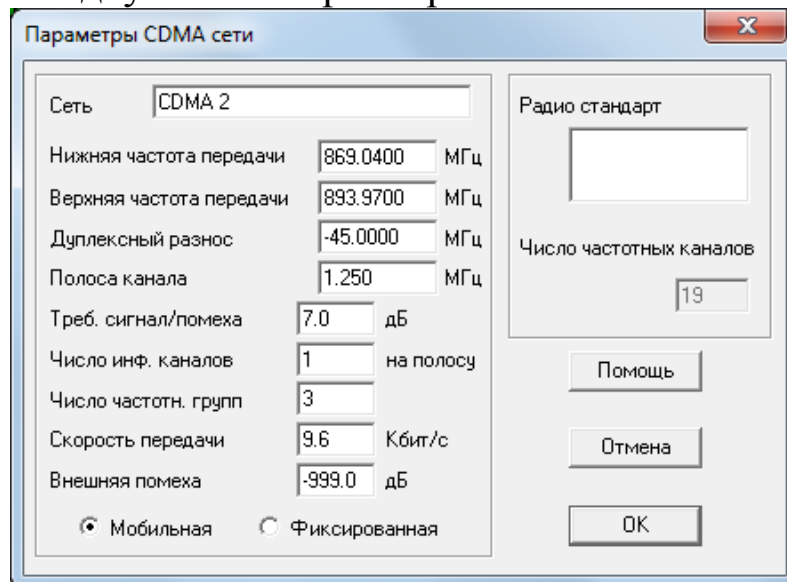 Параметры CDMA сети
Сеть CDMA 2
Нижняя частота передачи 869.0400 МГц
Верхняя частота передачи 893.9700 МГц
Дуплексный разнос -45.0000 МГц
Полоса канала 1.250 МГц
Треб. сигнал/помеха 7.0 дБ
Число инф. каналов 1 на полосу
Число частотн. групп 3
Скорость передачи 9.6 Кбит/с
Внешняя помеха -999.0 дБ
Мобильная Фиксированная
Радио стандарт
Число частотных каналов
19
Помощь
Отмена
OK